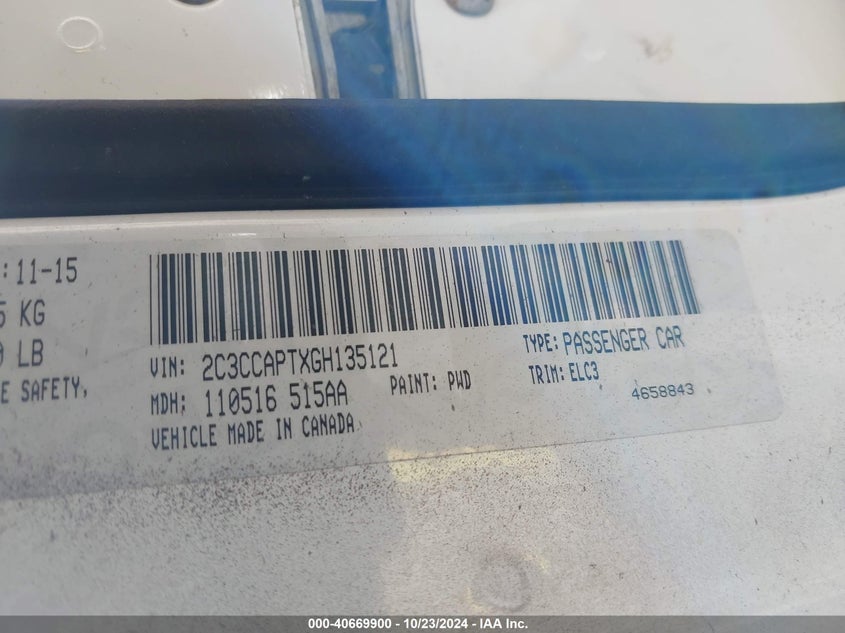 : 11-15
5 KG
LB
E SAFETY,
VIN: 2C3CCAPTXGH135121
TYPE: PASSENGER CAR
MDH: 110516 515AA
PAINT: PWD
TRIM: ELC3
VEHICLE MADE IN CANADA
4658843
000-40669900 - 10/23/2024 - IAA Inc.